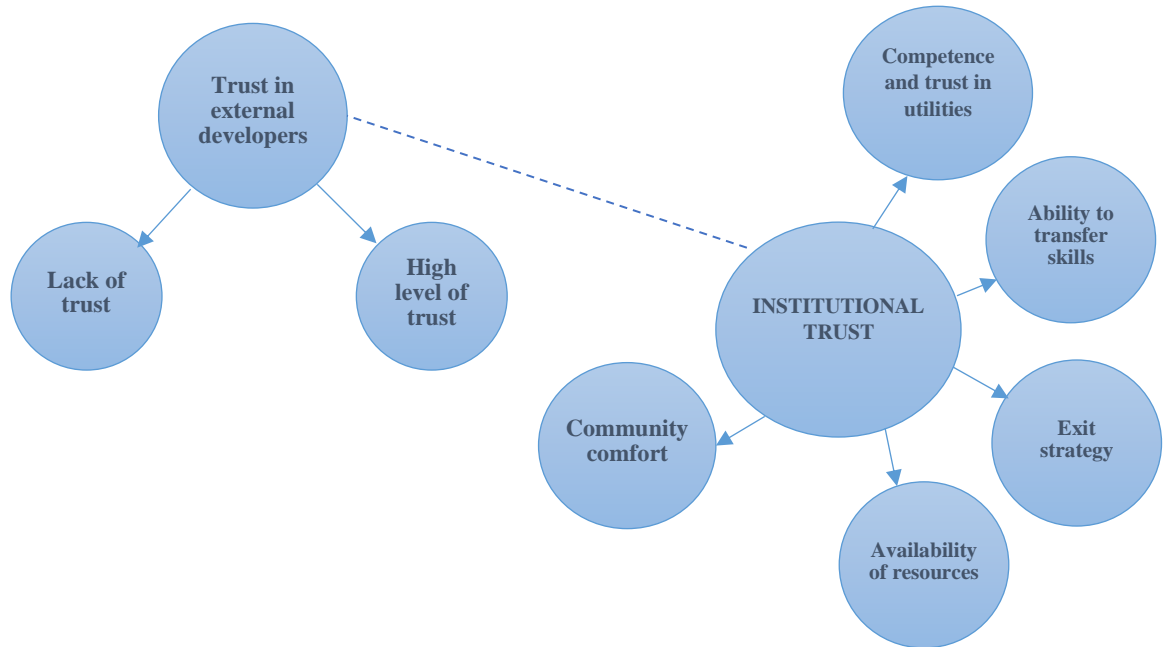 Trust in
external
developers
Lack of
trust
High
level of
trust
Competence
and trust in
utilities
Ability to
transfer
skills
INSTITUTIONAL
TRUST
Exit
strategy
Community
comfort
Availability
of resources